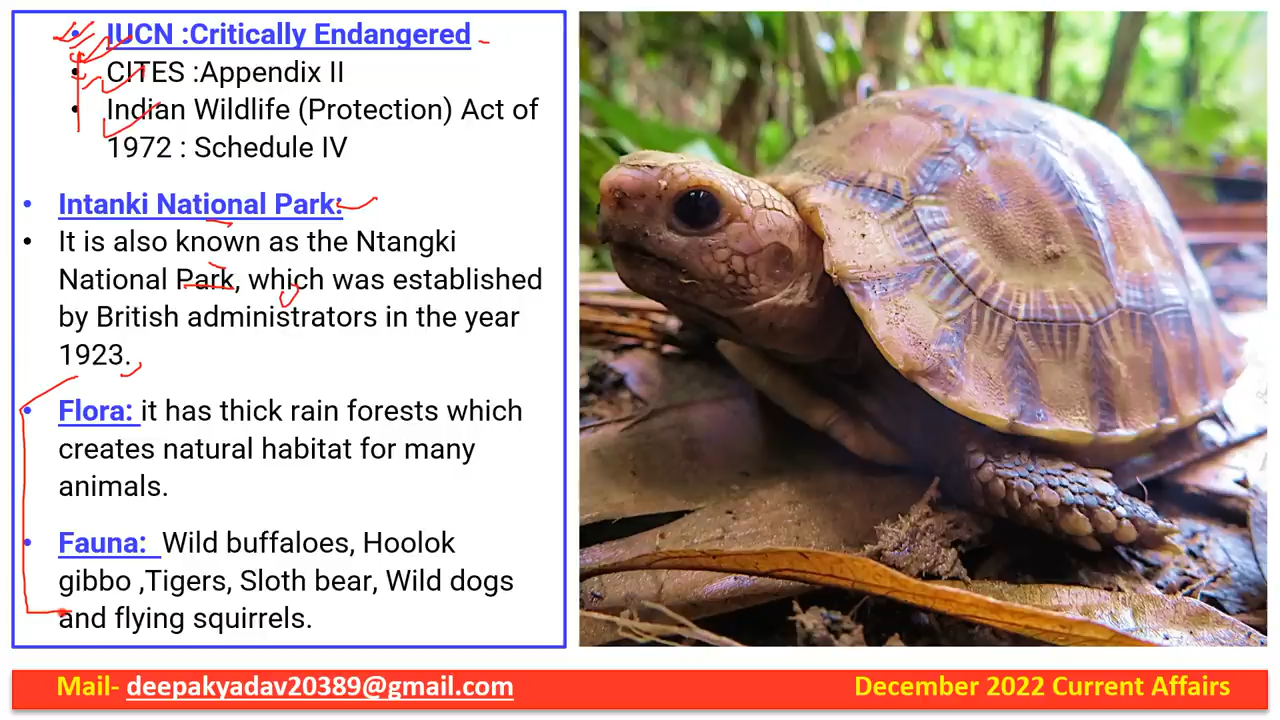 IUCN :Critically Endangered
CITES :Appendix II
Indian Wildlife (Protection) Act of
1972 : Schedule IV
Intanki National Park:
It is also known as the Ntangki
National Park, which was established
by British administrators in the year
1923.
Flora: it has thick rain forests which
creates natural habitat for many
animals.
Fauna: Wild buffaloes, Hoolok
gibbo ,Tigers, Sloth bear, Wild dogs
and flying squirrels.
Mail- deepakyadav20389@gmail.com
December 2022 Current Affairs